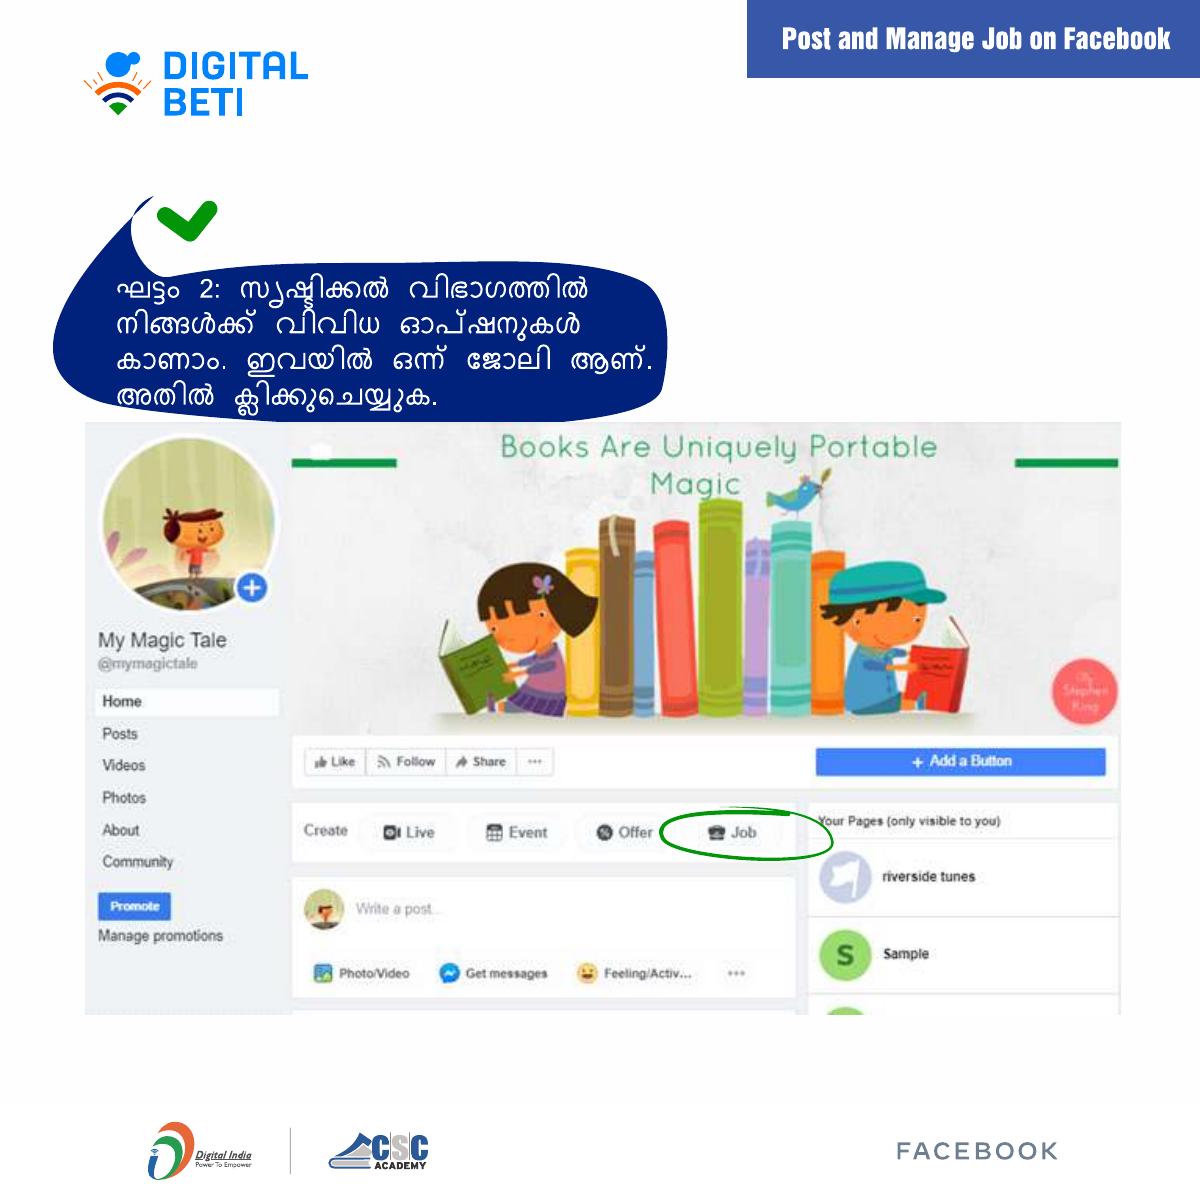 Post and Manage Job on Facebook
DIGITAL
BETI
ഘട്ടം 2: സൃഷ്ടിക്കൽ വിഭാഗത്തിൽ
നിങ്ങൾക്ക് വിവിധ ഓപ്ഷനുകൾ
കാണാം. ഇവയിൽ ഒന്ന് ജോലി ആണ്.
അതിൽ ക്ലിക്കുചെയ്യുക.
Books Are Uniquely Portable
Magic
By
Stephen
King
My Magic Tale
@mymagictale
Home
Posts
Videos
Photos
About
Community
Promote
Manage promotions
Like Follow Share ...
+ Add a Button
Create Live Event Offer Job
Write a post...
Photo/Video Get messages Feeling/Activ... ...
Your Pages (only visible to you)
riverside tunes
S Sample
Digital India
Power To Empower
CSC
ACADEMY
FACEBOOK